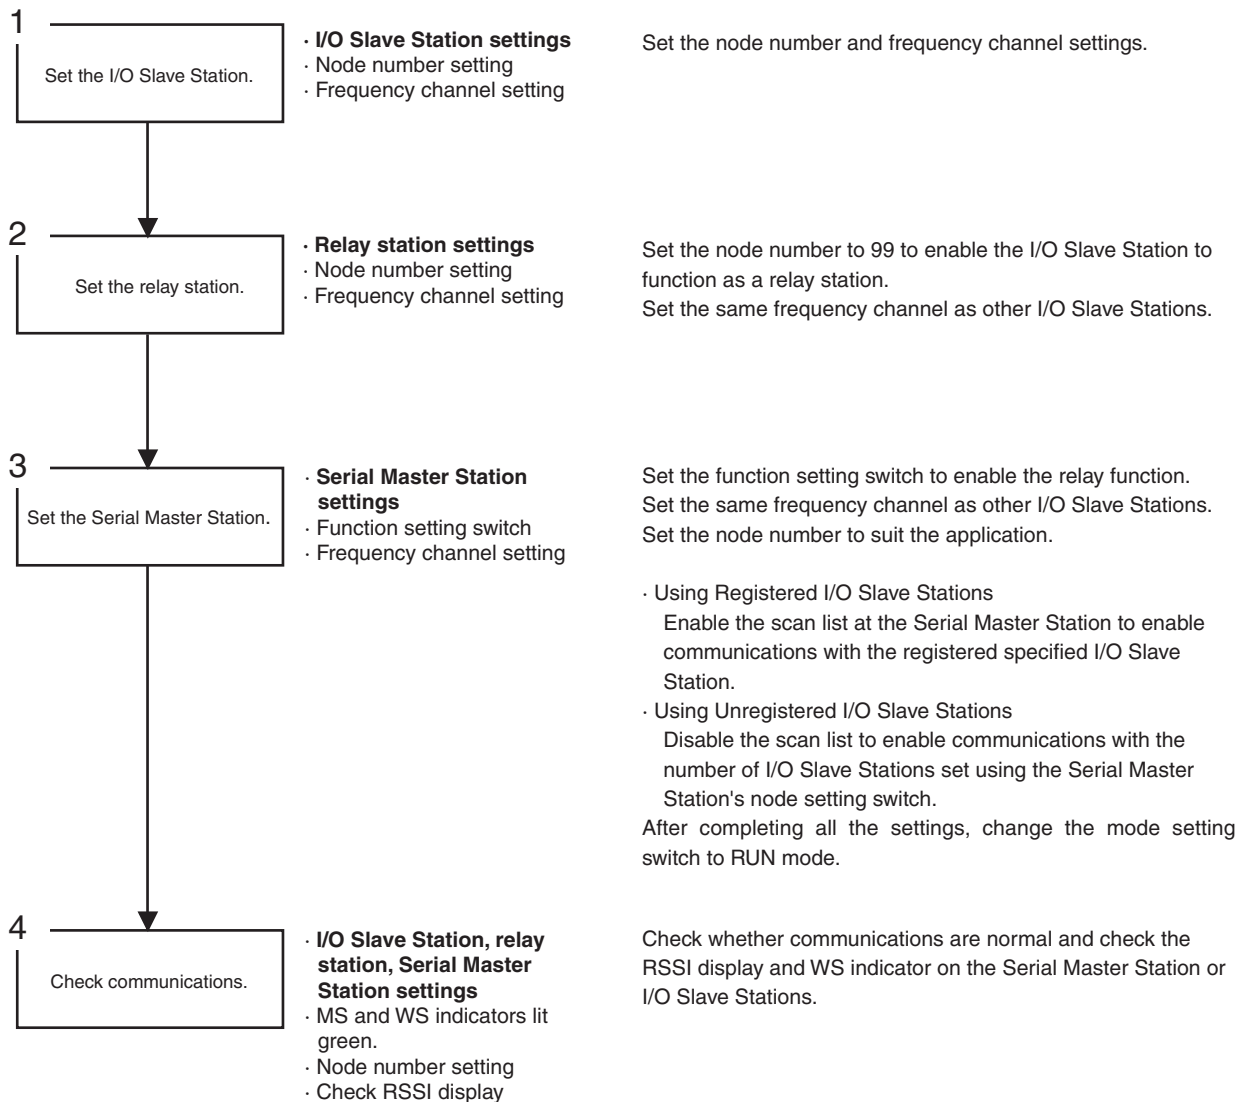 1
Set the I/O Slave Station.
· I/O Slave Station settings
· Node number setting
· Frequency channel setting
Set the node number and frequency channel settings.
2
Set the relay station.
· Relay station settings
· Node number setting
· Frequency channel setting
Set the node number to 99 to enable the I/O Slave Station to
function as a relay station.
Set the same frequency channel as other I/O Slave Stations.
3
Set the Serial Master Station.
· Serial Master Station
settings
· Function setting switch
· Frequency channel setting
Set the function setting switch to enable the relay function.
Set the same frequency channel as other I/O Slave Stations.
Set the node number to suit the application.
· Using Registered I/O Slave Stations
Enable the scan list at the Serial Master Station to enable
communications with the registered specified I/O Slave
Station.
· Using Unregistered I/O Slave Stations
Disable the scan list to enable communications with the
number of I/O Slave Stations set using the Serial Master
Station's node setting switch.
After completing all the settings, change the mode setting
switch to RUN mode.
4
Check communications.
· I/O Slave Station, relay
station, Serial Master
Station settings
· MS and WS indicators lit
green.
· Node number setting
· Check RSSI display
Check whether communications are normal and check the
RSSI display and WS indicator on the Serial Master Station or
I/O Slave Stations.